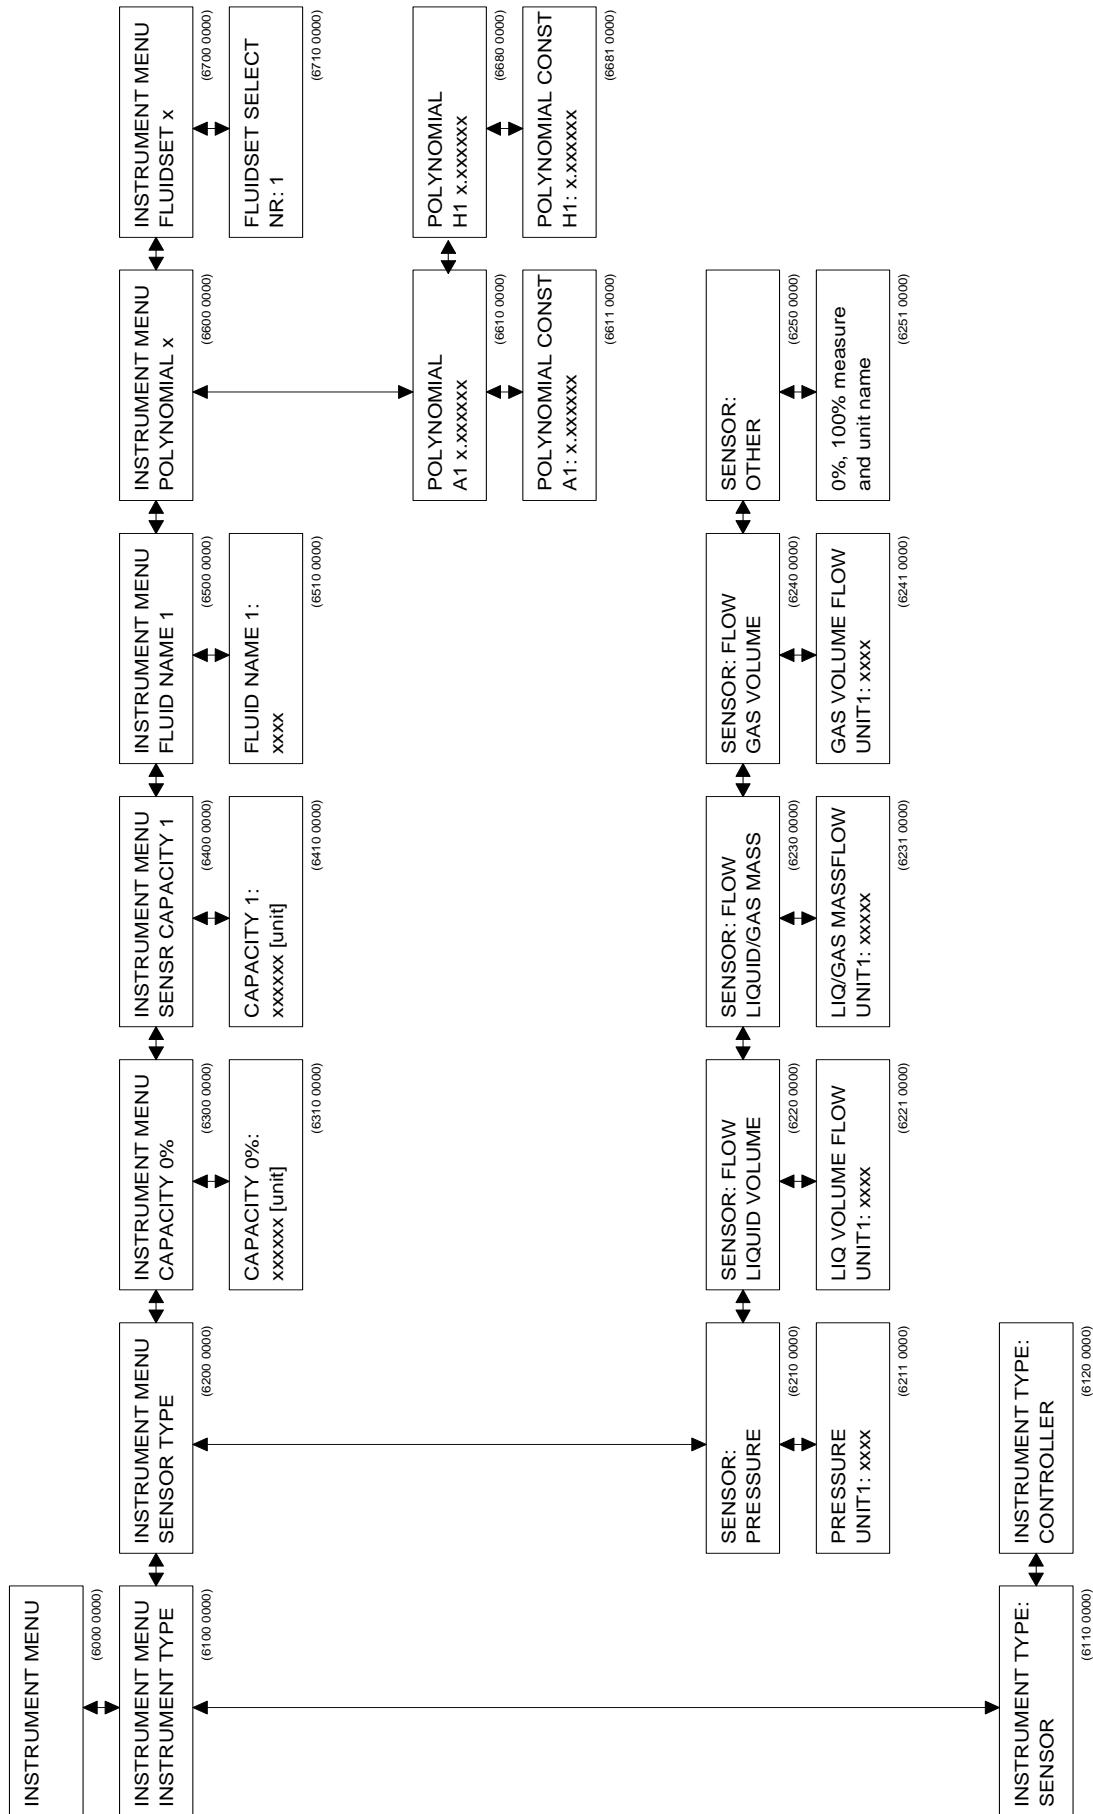 INSTRUMENT MENU
(6000 0000)
INSTRUMENT MENU
INSTRUMENT TYPE
(6100 0000)
INSTRUMENT MENU
SENSOR TYPE
(6200 0000)
INSTRUMENT MENU
CAPACITY 0%
(6300 0000)
INSTRUMENT MENU
SENSR CAPACITY 1
(6400 0000)
INSTRUMENT MENU
FLUID NAME 1
(6500 0000)
INSTRUMENT MENU
POLYNOMIAL x
(6600 0000)
INSTRUMENT MENU
FLUIDSET x
(6700 0000)
CAPACITY 0%:
xxxxxx [unit]
(6310 0000)
CAPACITY 1:
xxxxxx [unit]
(6410 0000)
FLUID NAME 1:
xxxx
(6510 0000)
FLUIDSET SELECT
NR: 1
(6710 0000)
POLYNOMIAL
A1 x.xxxxxx
(6610 0000)
POLYNOMIAL
H1 x.xxxxxx
(6680 0000)
POLYNOMIAL CONST
A1: x.xxxxxx
(6611 0000)
POLYNOMIAL CONST
H1: x.xxxxxx
(6681 0000)
SENSOR:
PRESSURE
(6210 0000)
SENSOR: FLOW
LIQUID VOLUME
(6220 0000)
SENSOR: FLOW
LIQUID/GAS MASS
(6230 0000)
SENSOR: FLOW
GAS VOLUME
(6240 0000)
SENSOR:
OTHER
(6250 0000)
PRESSURE
UNIT1: xxxx
(6211 0000)
LIQ VOLUME FLOW
UNIT1: xxxx
(6221 0000)
LIQ/GAS MASSFLOW
UNIT1: xxxxx
(6231 0000)
GAS VOLUME FLOW
UNIT1: xxxx
(6241 0000)
0%, 100% measure
and unit name
(6251 0000)
INSTRUMENT TYPE:
SENSOR
(6110 0000)
INSTRUMENT TYPE:
CONTROLLER
(6120 0000)